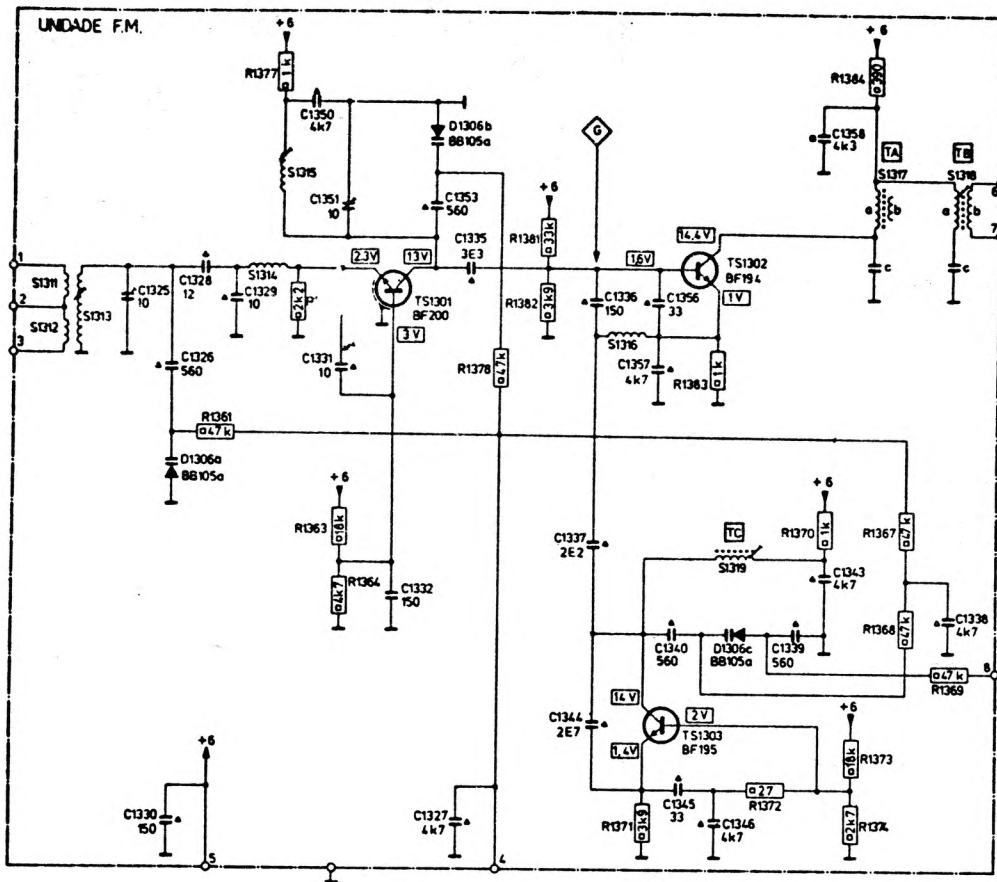 UNIDADE F.M.
+6
R1377
1k
C1350
4k7
D1306b
BB105a
S1315
C1351
10
C1353
560
G
+6
R1384
390
C1358
4k3
TA
S1317
a
b
c
TB
S1318
a
b
c
6
7
1
2
3
S1311
S1312
S1313
C1325
10
C1328
12
C1329
10
S1314
2k2
2.3V
13V
TS1301
BF200
3V
C1331
10
C1335
3E3
+6
R1381
33k
R1382
3k9
1,6V
14,4V
TS1302
BF194
1V
C1336
150
C1356
33
S1316
C1357
4k7
R1383
1k
C1326
560
R1361
47k
D1306a
BB105a
R1378
47k
+6
R1363
18k
R1364
4k7
C1332
150
C1337
2E2
TC
S1319
+6
R1370
1k
C1343
4k7
R1367
47k
R1368
47k
C1338
4k7
C1340
560
D1306c
BB105a
C1339
560
8
47k
R1369
14V
2V
TS1303
BF195
1,4V
C1344
2E7
+6
R1373
18k
R1371
3k9
C1345
33
C1346
4k7
27
R1372
R1374
2k7
+6
C1330
150
5
C1327
4k7
4